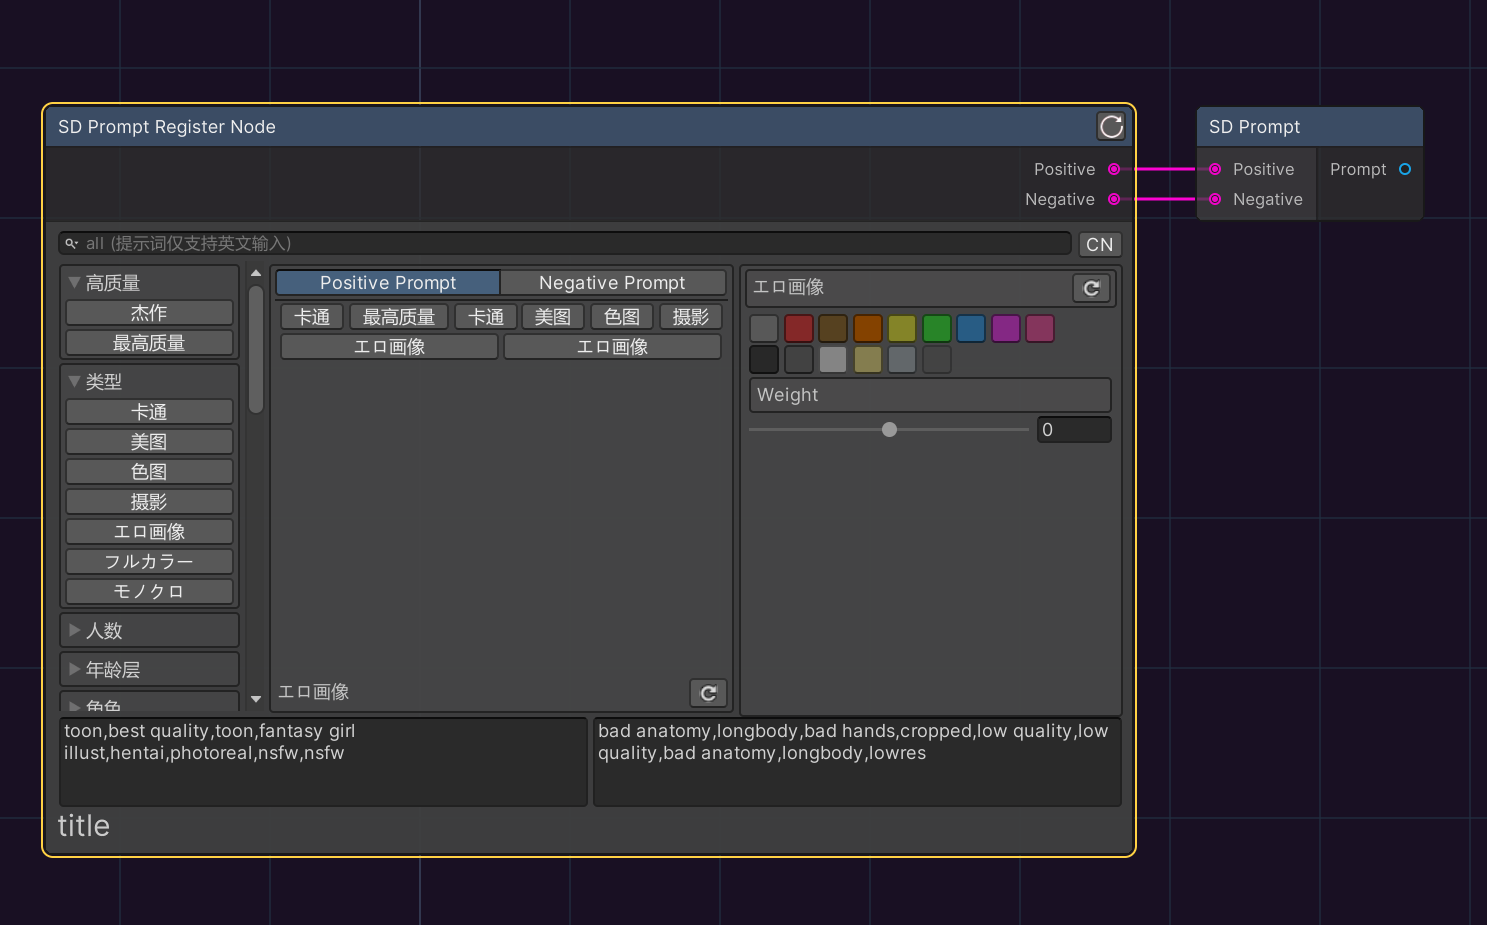 SD Prompt Register Node
SD Prompt
Positive
Negative
Positive
Prompt
Negative
all (提示词仅支持英文输入)
CN
高质量
杰作
最高质量
类型
卡通
美图
色图
摄影
エロ画像
フルカラー
モノクロ
人数
年龄层
角色
Positive Prompt
Negative Prompt
卡通
最高质量
卡通
美图
色图
摄影
エロ画像
エロ画像
エロ画像
エロ画像
Weight
0
toon,best quality,toon,fantasy girl
illust,hentai,photoreal,nsfw,nsfw
bad anatomy,longbody,bad hands,cropped,low quality,low
quality,bad anatomy,longbody,lowres
title